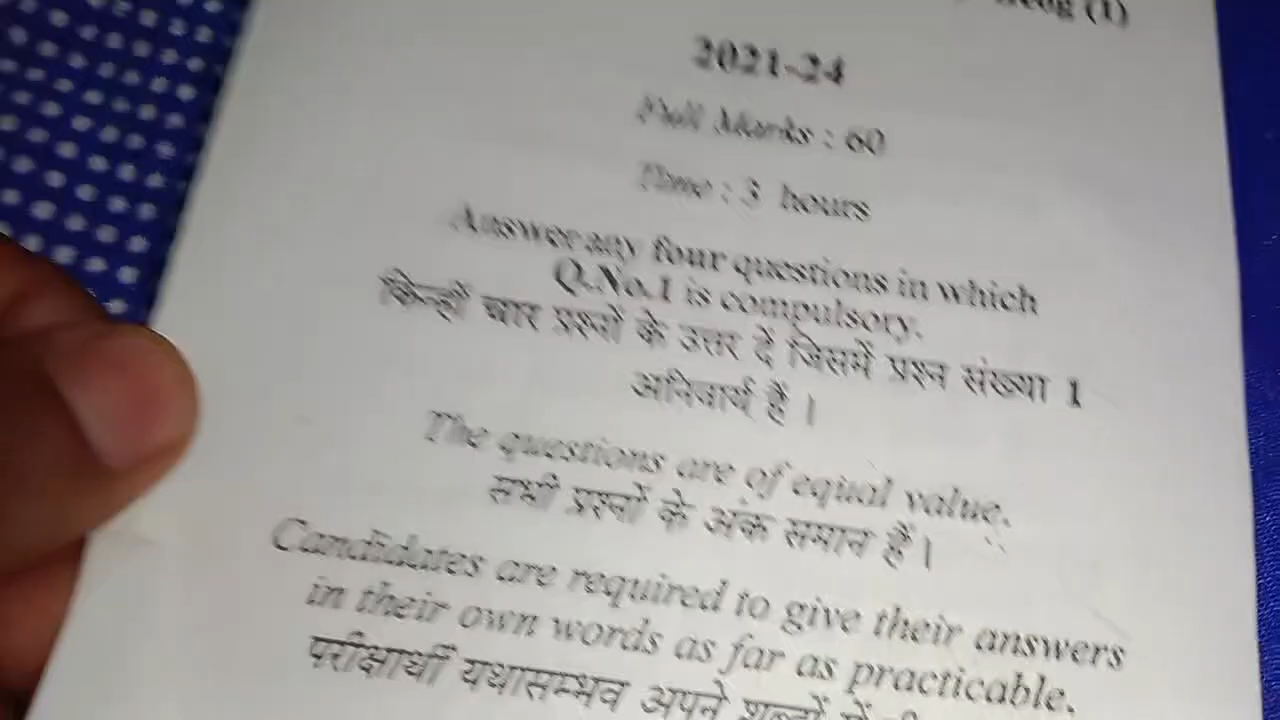 (1)
2021-24
Full Marks : 60
Time : 3 hours
Answer any four questions in which
Q.No.1 is compulsory.
किन्हीं चार प्रश्नों के उत्तर दें जिसमें प्रश्न संख्या 1
अनिवार्य हैं ।
The questions are of equal value.
सभी प्रश्नों के अंक समान हैं ।
Candidates are required to give their answers
in their own words as far as practicable.
परीक्षार्थी यथासम्भव अपने शब्दों में